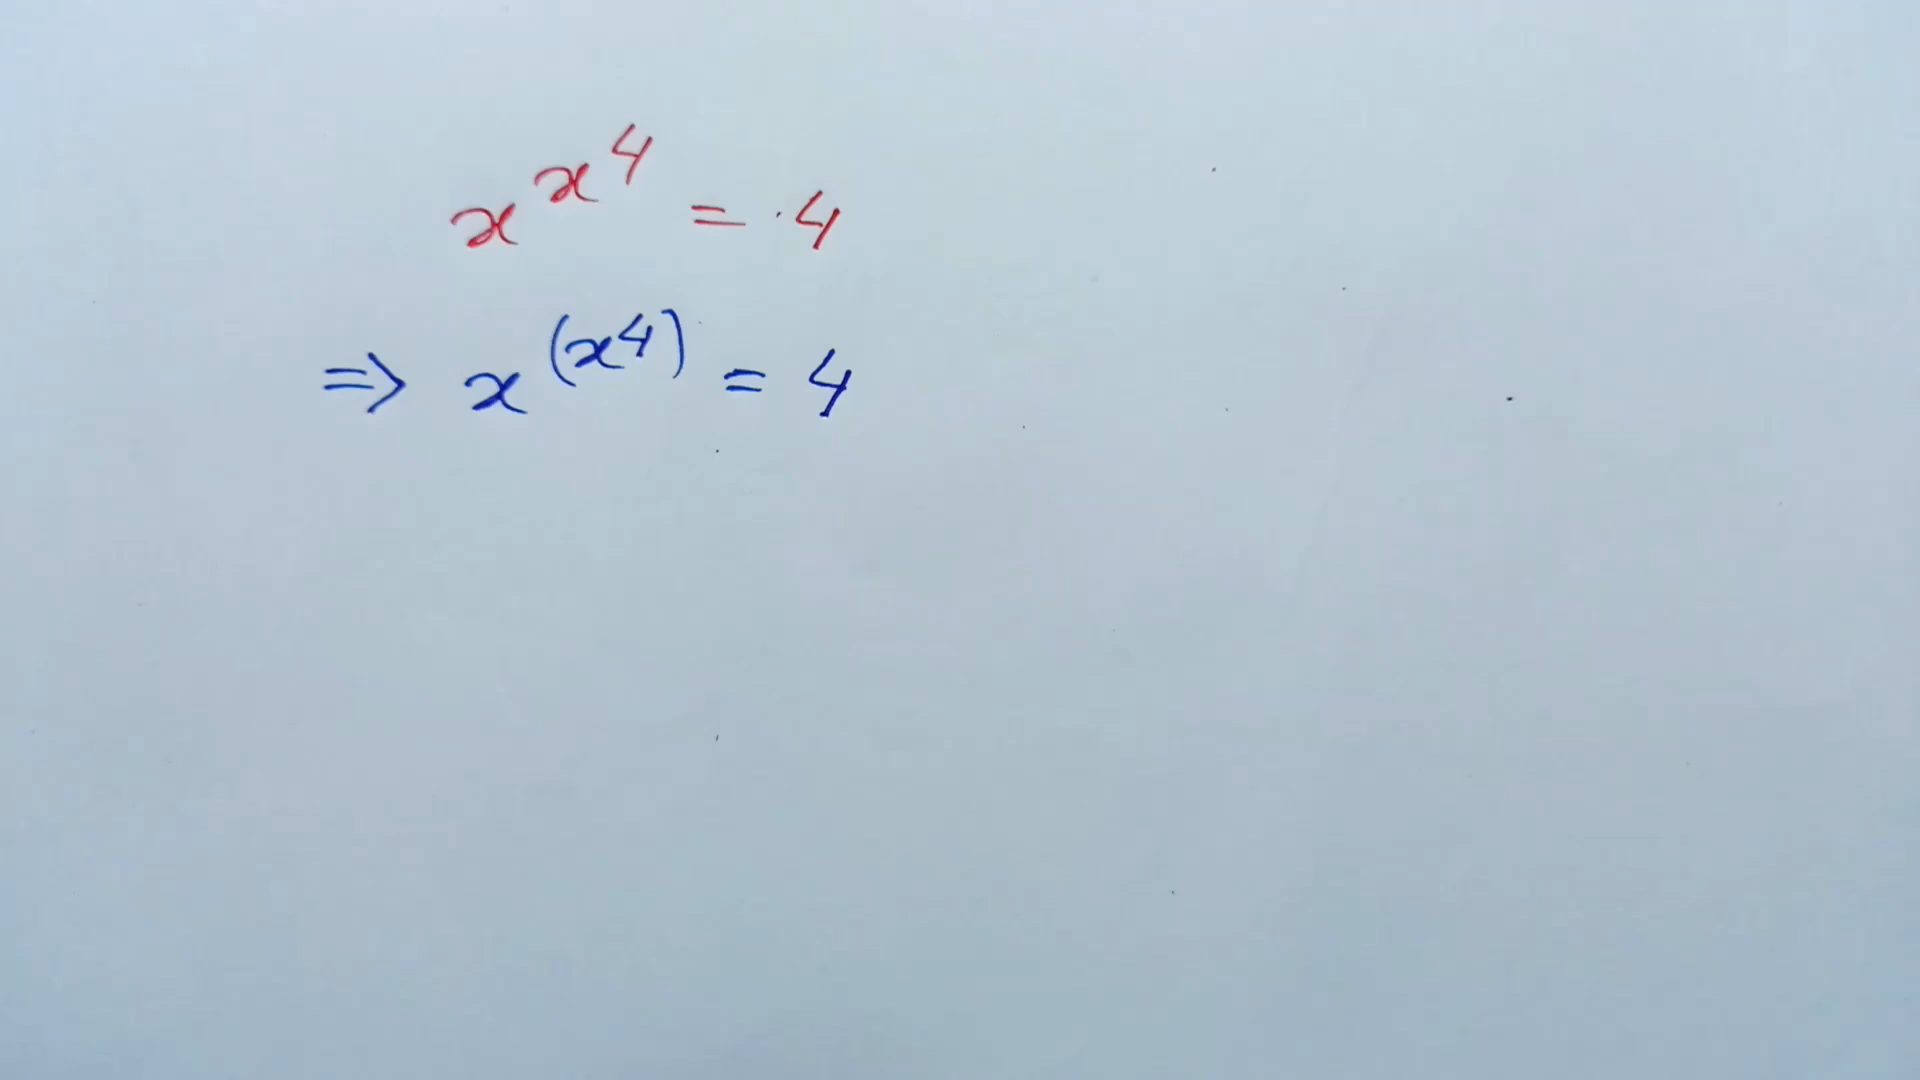 x^x^4 = 4
⇒ x^(x^4) = 4